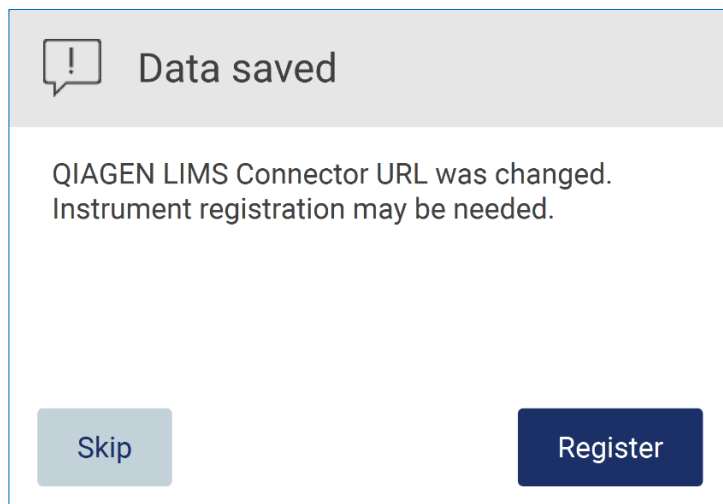 Data saved
QIAGEN LIMS Connector URL was changed.
Instrument registration may be needed.
Skip
Register